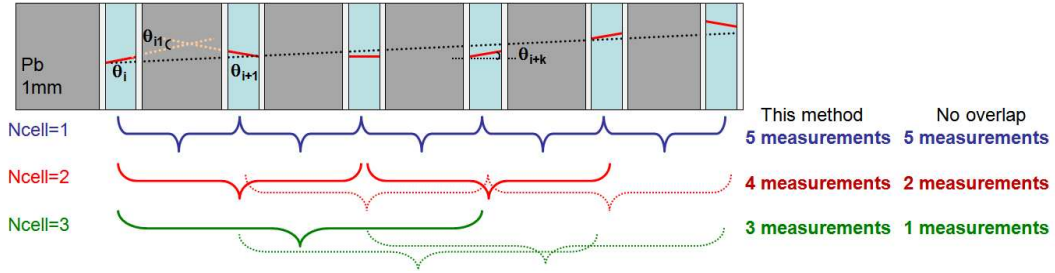 θi1
θi
θi+1
θi+k
Pb
1mm
This method No overlap
Ncell=1 5 measurements 5 measurements
Ncell=2 4 measurements 2 measurements
Ncell=3 3 measurements 1 measurements